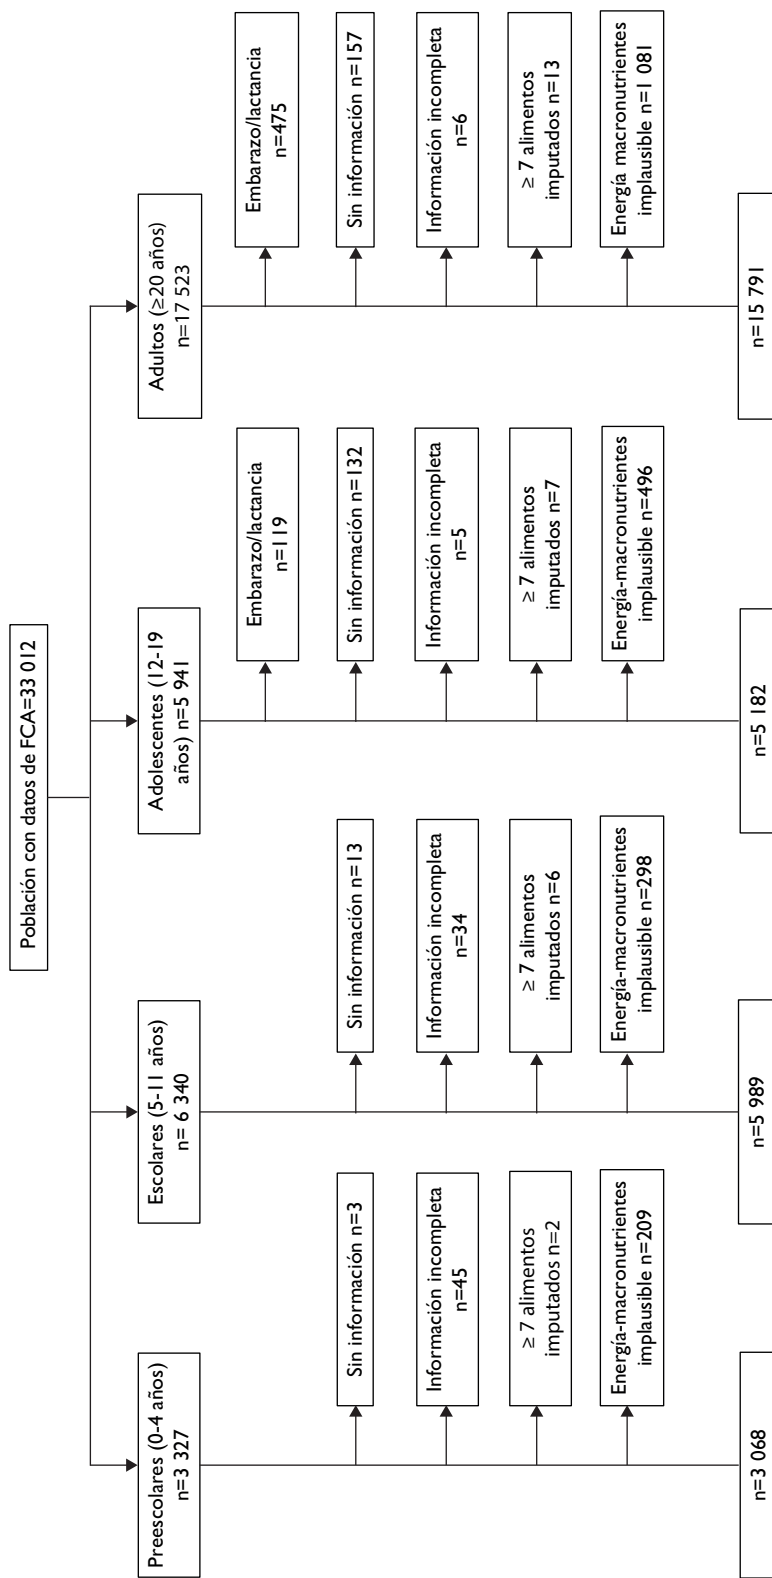 Población con datos de FCA=33 012
Preescolares (0-4 años)
n=3 327
Escolares (5-11 años)
n= 6 340
Adolescentes (12-19
años) n=5 941
Adultos (≥20 años)
n=17 523
Embarazo/lactancia
n=119
Embarazo/lactancia
n=475
Sin información n=3
Sin información n=13
Sin información n=132
Sin información n=157
Información incompleta
n=45
Información incompleta
n=34
Información incompleta
n=5
Información incompleta
n=6
≥ 7 alimentos
imputados n=2
≥ 7 alimentos
imputados n=6
≥ 7 alimentos
imputados n=7
≥ 7 alimentos
imputados n=13
Energía-macronutrientes
implausible n=209
Energía-macronutrientes
implausible n=298
Energía-macronutrientes
implausible n=496
Energía macronutrientes
implausible n=1 081
n=3 068
n=5 989
n=5 182
n=15 791